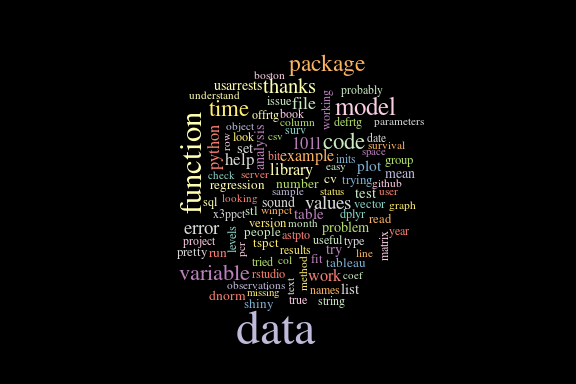 package
boston
usarrests thanks probably
understand
time issue file working model
offrtg book defrtg parameters
function object column
python row look csv surv 1011 code date survival
set analysis
help bit example inits space group
check server library easy plot mean
regression number cv trying github
sample status test user
sql looking sound values vector graph
x3ppct stl winpct table dplyr read
error version month problem year
project levels people astpto useful type matrix
tspct
pretty run pcr results try line
tried col method fit tableau
variable rstudio work coef
observations text names list
dnorm missing
shiny true string
data